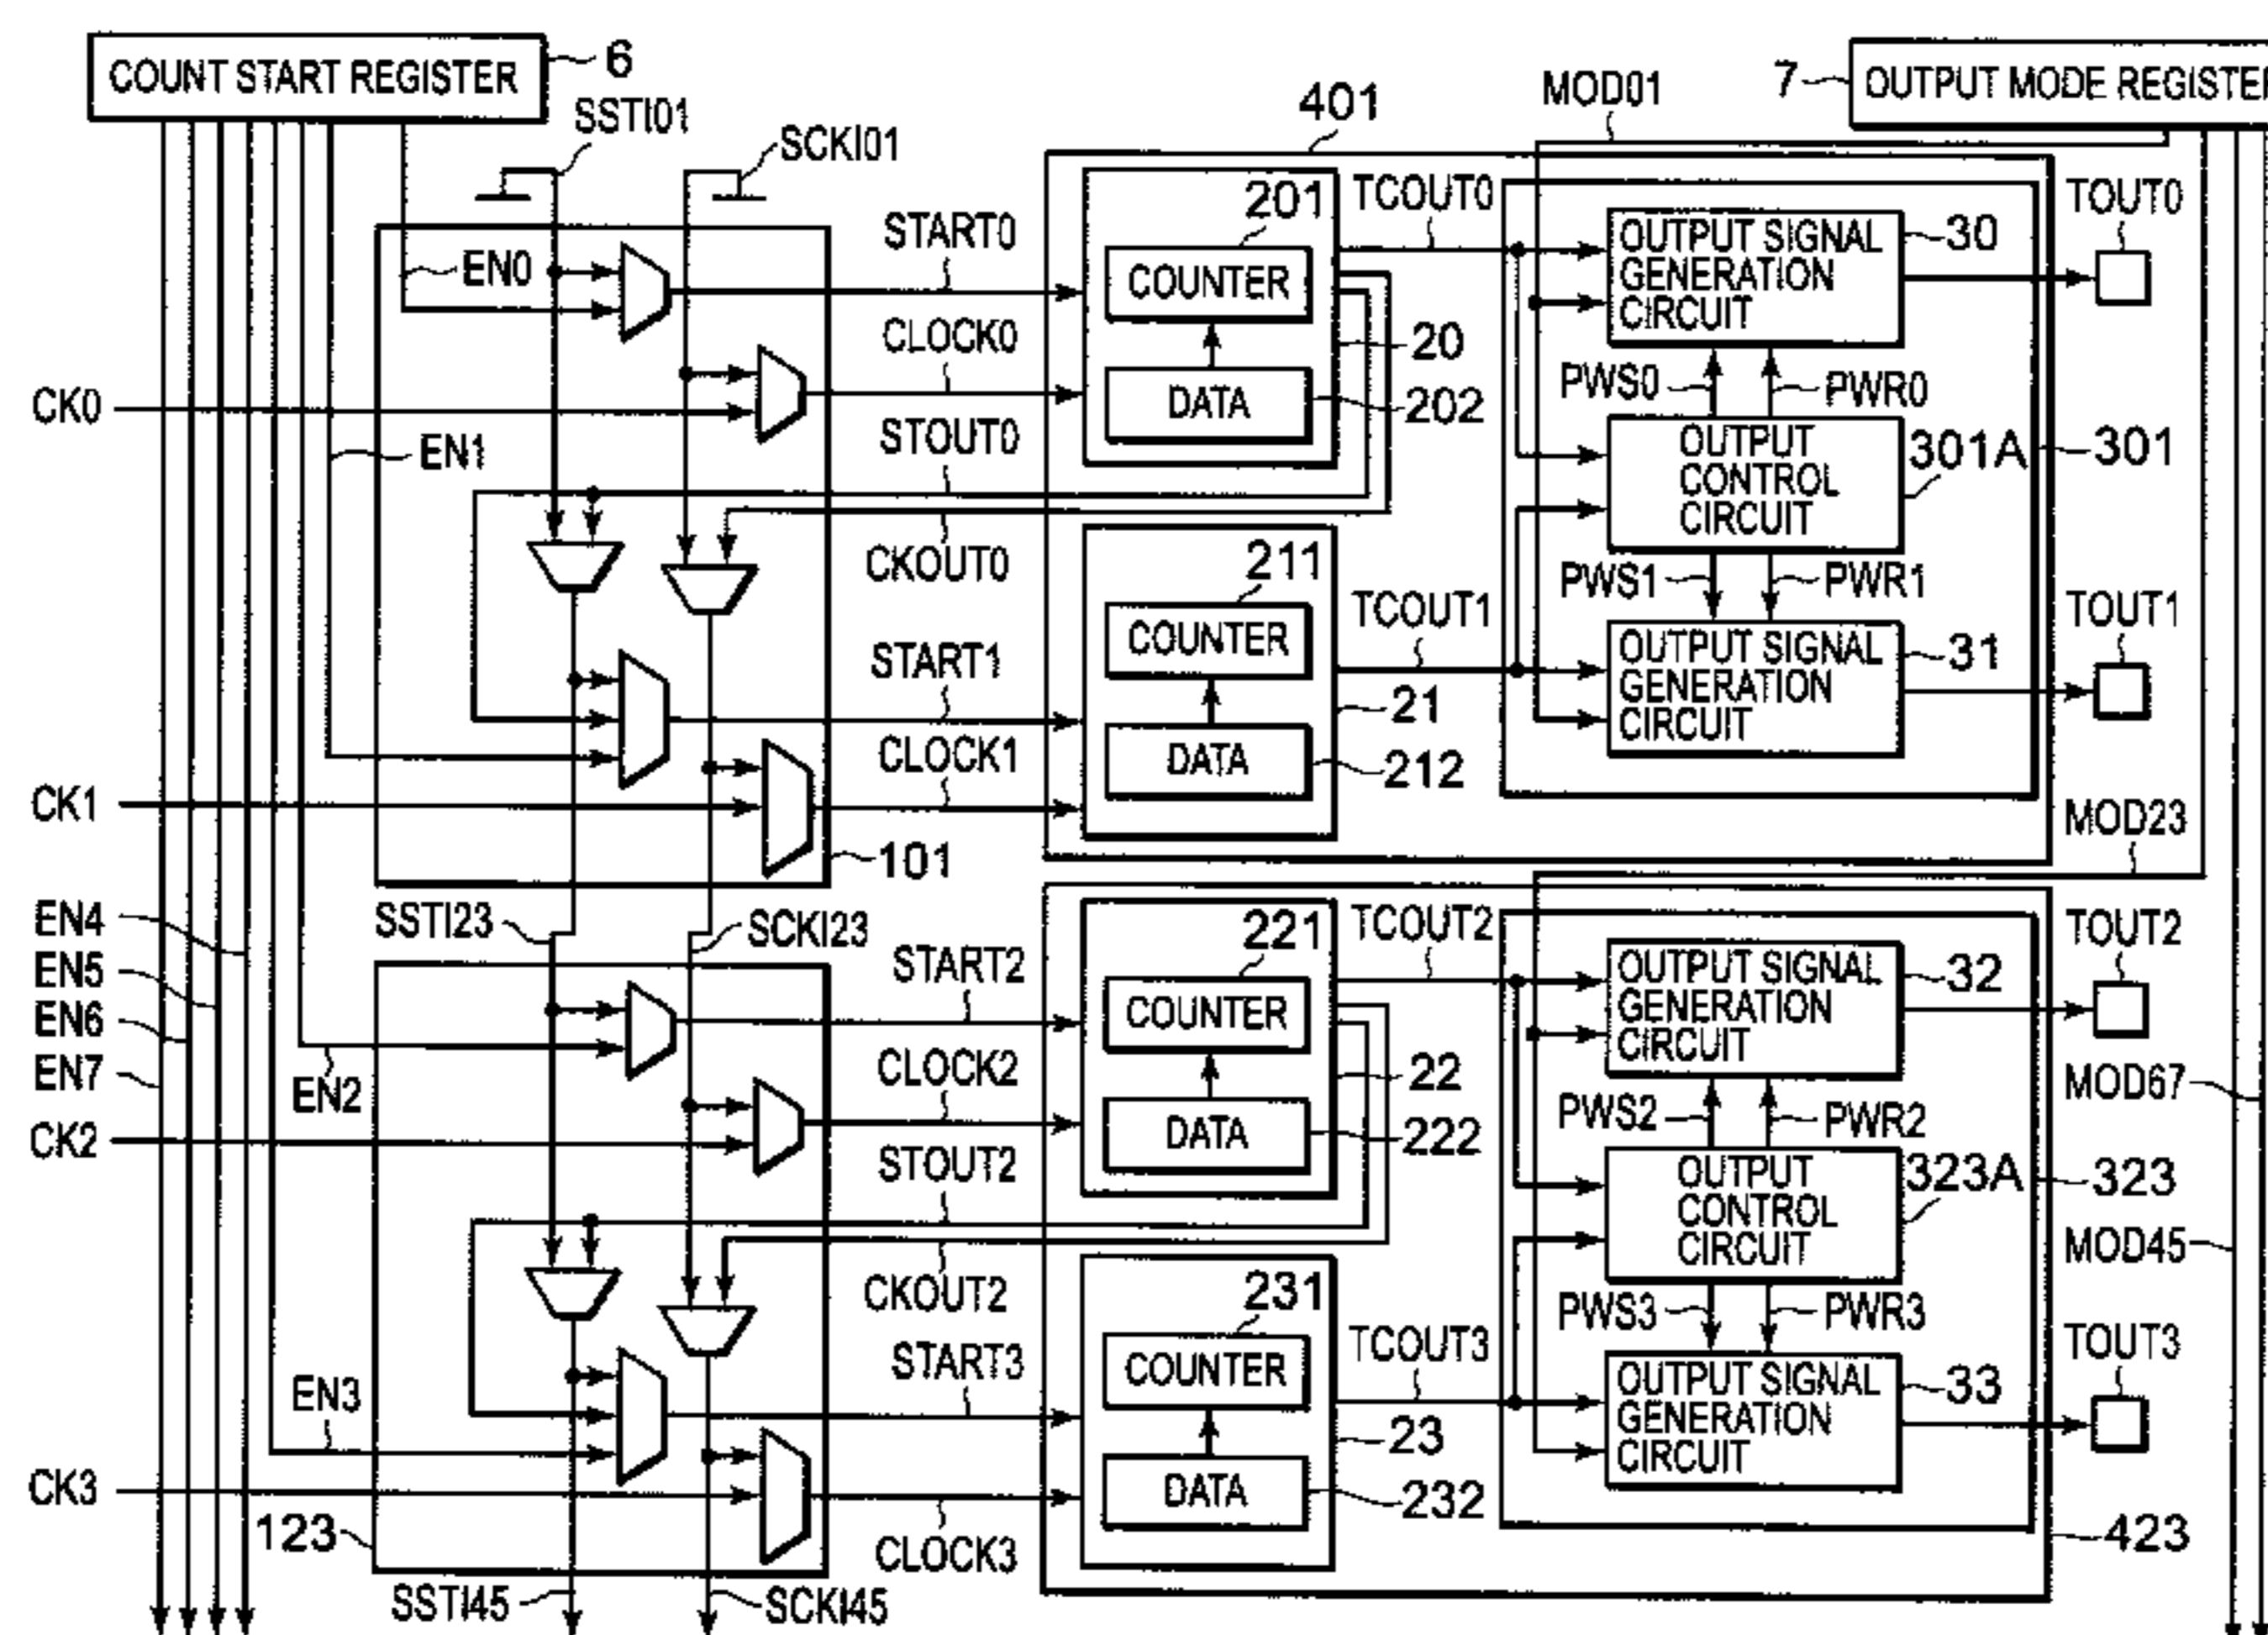 COUNT START REGISTER
6
SSTI01
SCKI01
401
MOD01
7
OUTPUT MODE REGISTER
EN0
START0
201
COUNTER
TCOUT0
OUTPUT SIGNAL
GENERATION
CIRCUIT
30
TOUT0
CLOCK0
20
CK0
DATA
202
PWS0
PWR0
EN1
STOUT0
OUTPUT
CONTROL
CIRCUIT
301A
301
CKOUT0
211
COUNTER
TCOUT1
PWS1
PWR1
TOUT1
START1
OUTPUT SIGNAL
GENERATION
CIRCUIT
31
21
CLOCK1
DATA
212
CK1
101
MOD23
EN4
EN5
EN6
EN7
SSTI23
SCKI23
START2
221
COUNTER
TCOUT2
OUTPUT SIGNAL
GENERATION
CIRCUIT
32
TOUT2
EN2
CLOCK2
22
MOD67
CK2
DATA
222
PWS2
PWR2
STOUT2
OUTPUT
CONTROL
CIRCUIT
323A
323
MOD45
CKOUT2
231
COUNTER
TCOUT3
PWS3
PWR3
TOUT3
EN3
START3
OUTPUT SIGNAL
GENERATION
CIRCUIT
33
23
CK3
DATA
232
123
CLOCK3
423
SSTI45
SCKI45